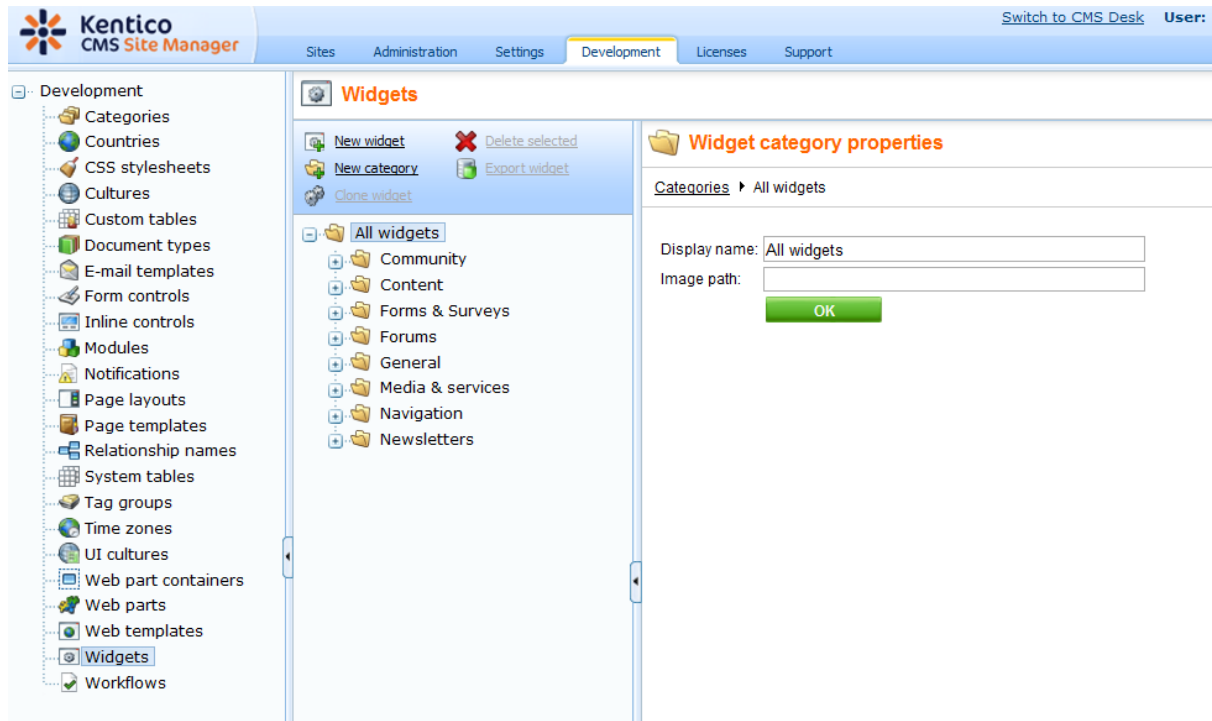 Kentico
CMS Site Manager
Switch to CMS Desk User:
Sites Administration Settings Development Licenses Support
Development
Categories
Countries
CSS stylesheets
Cultures
Custom tables
Document types
E-mail templates
Form controls
Inline controls
Modules
Notifications
Page layouts
Page templates
Relationship names
System tables
Tag groups
Time zones
UI cultures
Web part containers
Web parts
Web templates
Widgets
Workflows
Widgets
New widget Delete selected
New category Export widget
Clone widget
All widgets
Community
Content
Forms & Surveys
Forums
General
Media & services
Navigation
Newsletters
Widget category properties
Categories All widgets
Display name: All widgets
Image path:
OK